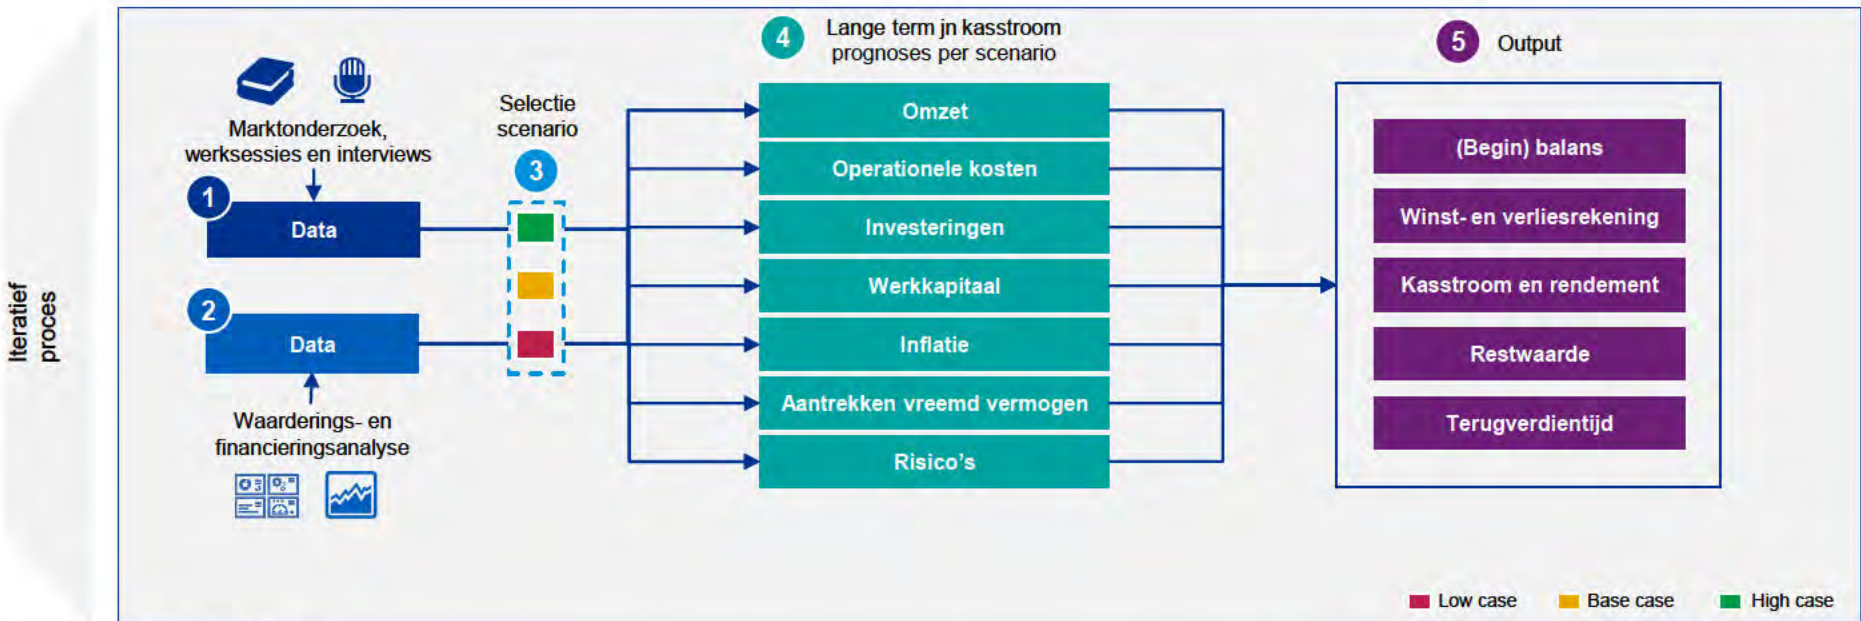 Iteratief
proces
Marktonderzoek,
werksessies en interviews
1
Data
2
Data
Waarderings- en
financieringsanalyse
Selectie
scenario
3
4
Lange term jn kasstroom
prognoses per scenario
Omzet
Operationele kosten
Investeringen
Werkkapitaal
Inflatie
Aantrekken vreemd vermogen
Risico's
5
Output
(Begin) balans
Winst- en verliesrekening
Kasstroom en rendement
Restwaarde
Terugverdientijd
Low case
Base case
High case